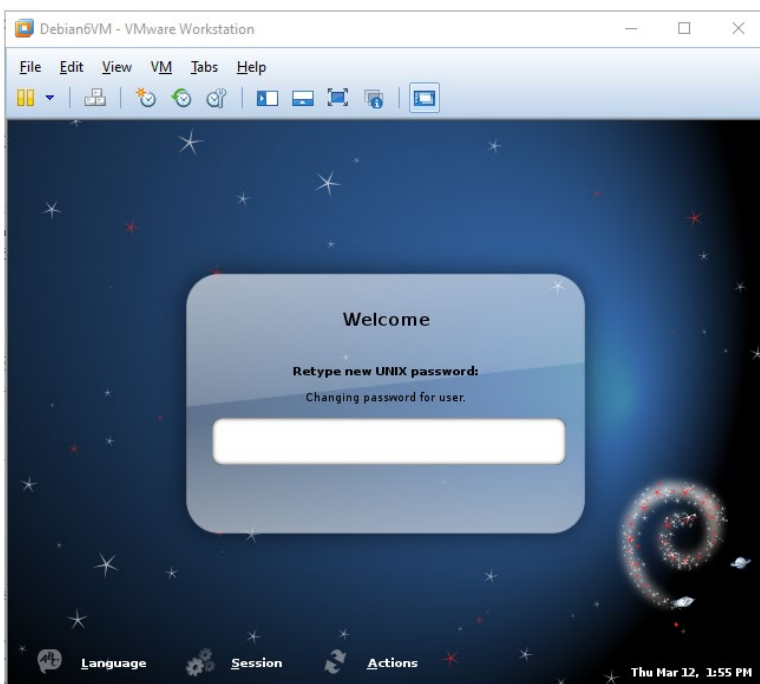 Debian6VM - VMware Workstation
File Edit View VM Tabs Help
Welcome
Retype new UNIX password:
Changing password for user.
Language Session Actions
Thu Mar 12, 1:55 PM